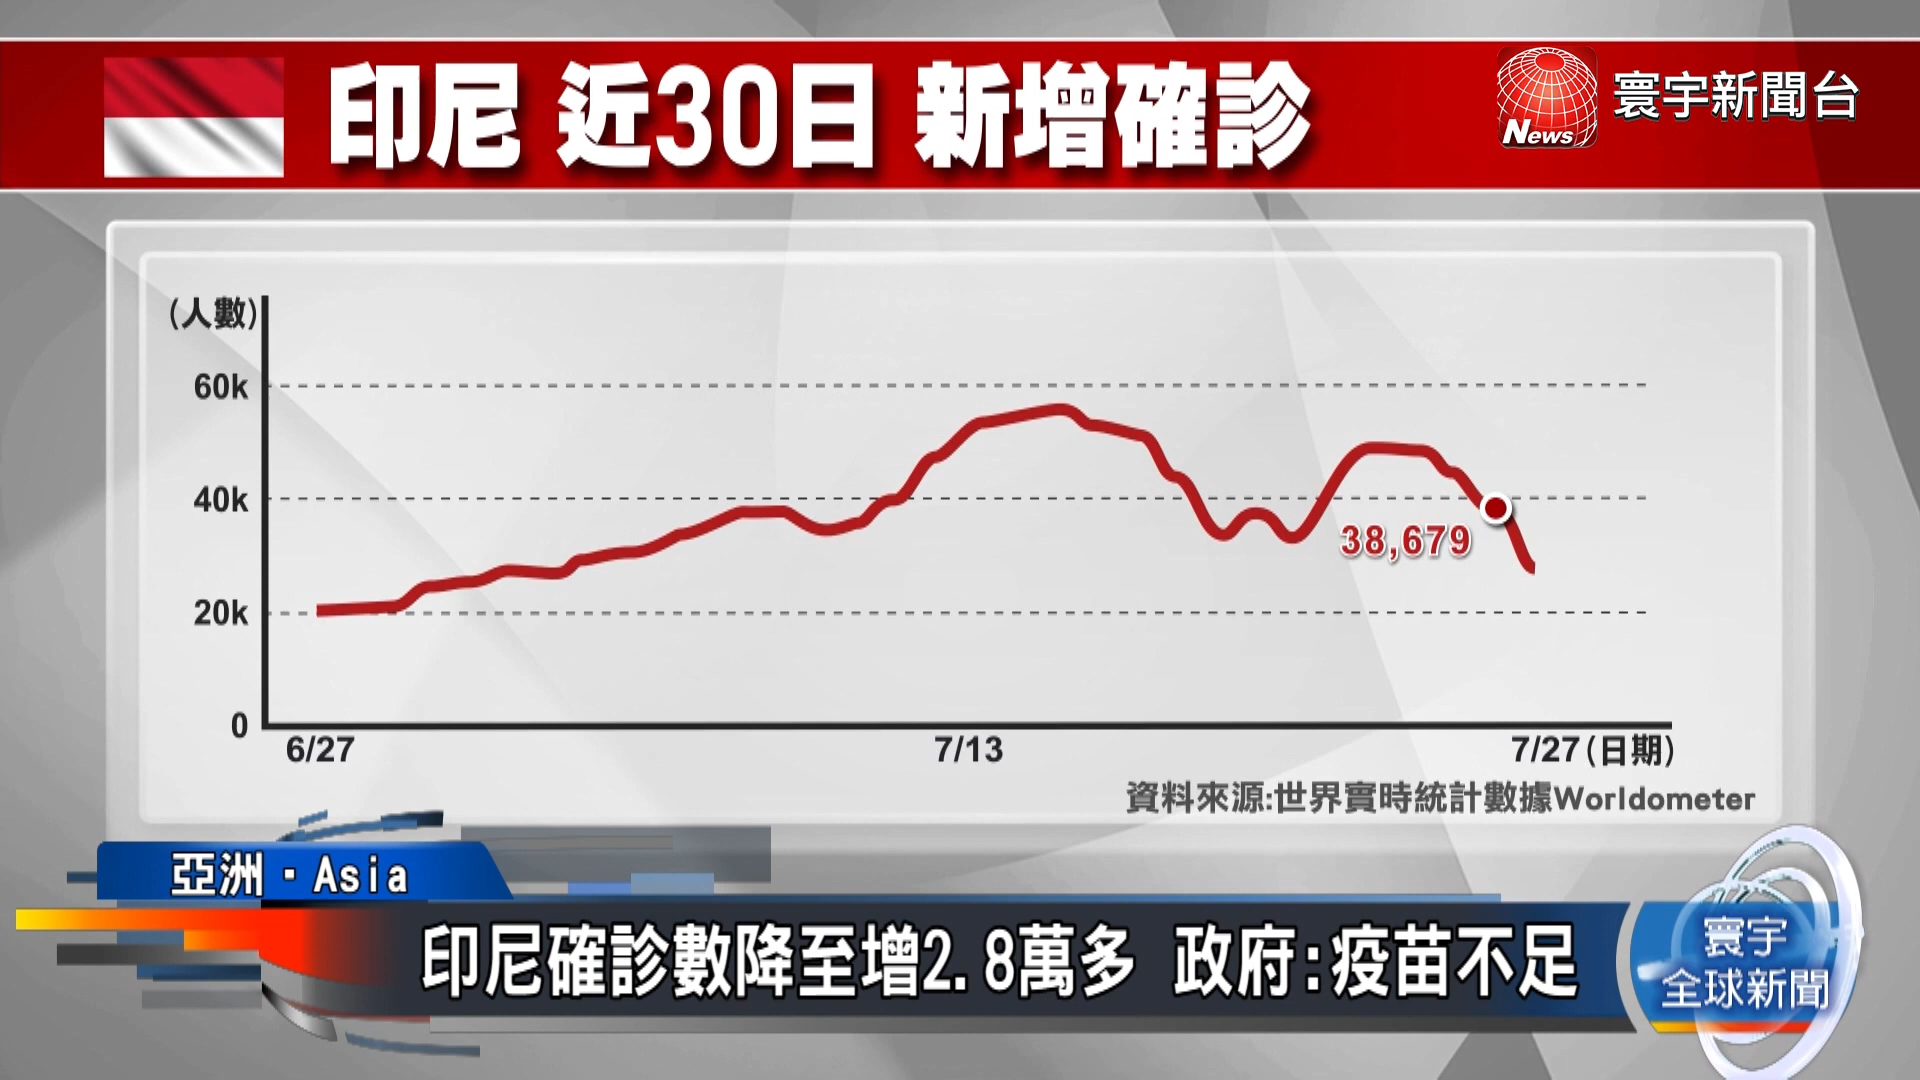 印尼 近30日 新增確診
News 寰宇新聞台
(人數)
60k
40k
38,679
20k
0
6/27 7/13 7/27(日期)
資料來源:世界實時統計數據Worldometer
亞洲·Asia
印尼確診數降至增2.8萬多 政府:疫苗不足
寰宇
全球新聞